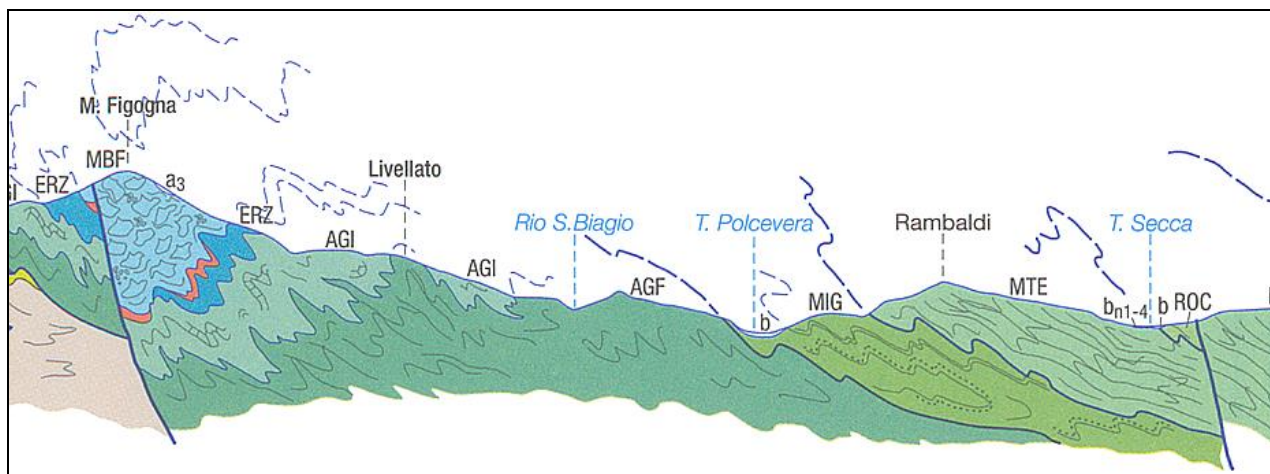 M. Figogna
MBF
a3
ERZ
ERZ
Livellato
AGI
AGI
Rio S.Biagio
AGF
T. Polcevera
b
MIG
Rambaldi
MTE
T. Secca
bn1-4
b
ROC